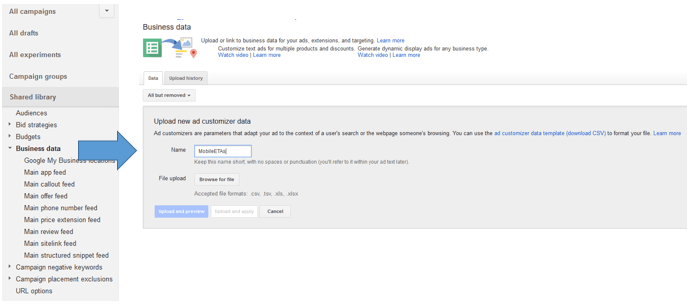 All campaigns
All drafts
All experiments
Campaign groups
Shared library
Audiences
Bid strategies
Budgets
Business data
Google My Business locations
Main app feed
Main callout feed
Main offer feed
Main phone number feed
Main price extension feed
Main review feed
Main sitelink feed
Main structured snippet feed
Campaign negative keywords
Campaign placement exclusions
URL options
Business data
Upload or link to business data for your ads, extensions, and targeting. Learn more
Customize text ads for multiple products and discounts. Generate dynamic display ads for any business type
Watch video | Learn more Watch video | Learn more
Data Upload history
All but removed
Upload new ad customizer data
Ad customizers are parameters that adapt your ad to the context of a user's search or the webpage someone's browsing. You can use the ad customizer data template (download CSV) to format your file. Learn more
Name MobileETAs
Keep this name short, with no spaces or punctuation (you'll refer to it within your ad text later).
File upload Browse for file
Accepted file formats: .csv, .tsv, .xls, .xlsx
Upload and preview Upload and apply Cancel